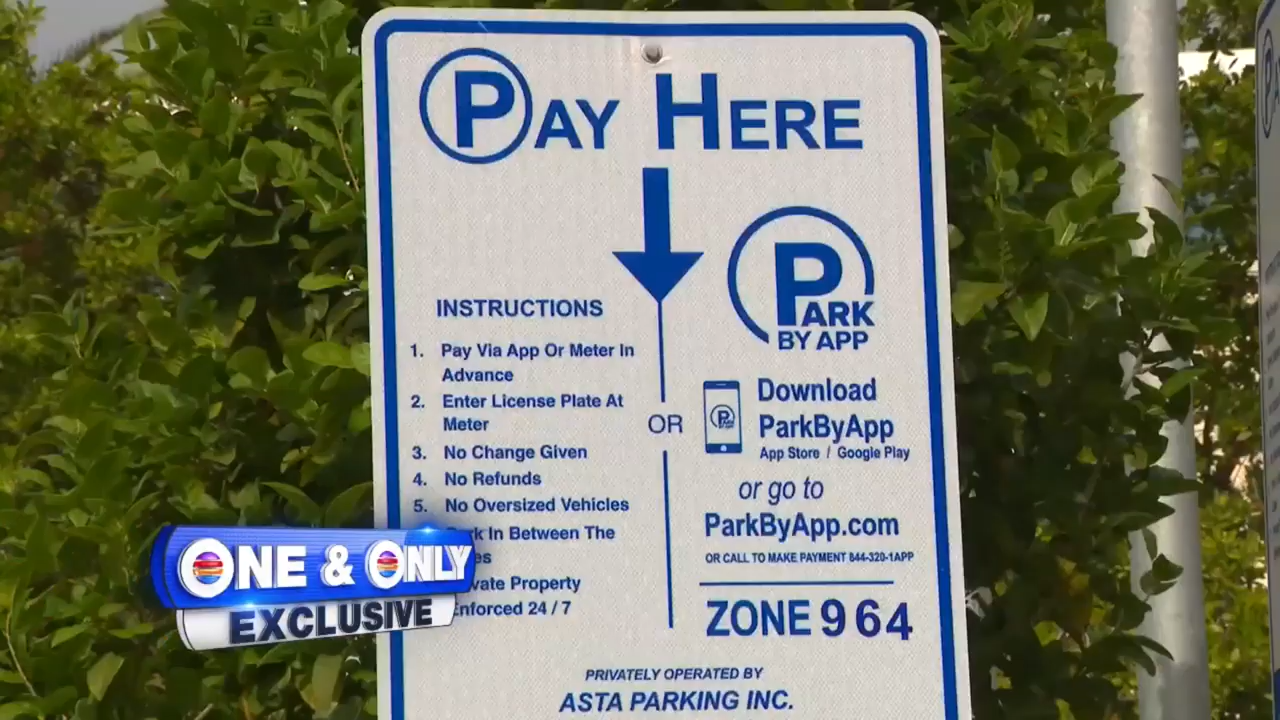 PAY HERE
INSTRUCTIONS
1. Pay Via App Or Meter In
Advance
2. Enter License Plate At
Meter
3. No Change Given
4. No Refunds
5. No Oversized Vehicles
In Between The
Property
Enforced 24 / 7
OR
PARK
BY APP
Download
ParkByApp
App Store / Google Play
or go to
ParkByApp.com
OR CALL TO MAKE PAYMENT 844-320-1APP
ZONE 964
PRIVATELY OPERATED BY
ASTA PARKING INC.
ONE & ONLY
EXCLUSIVE